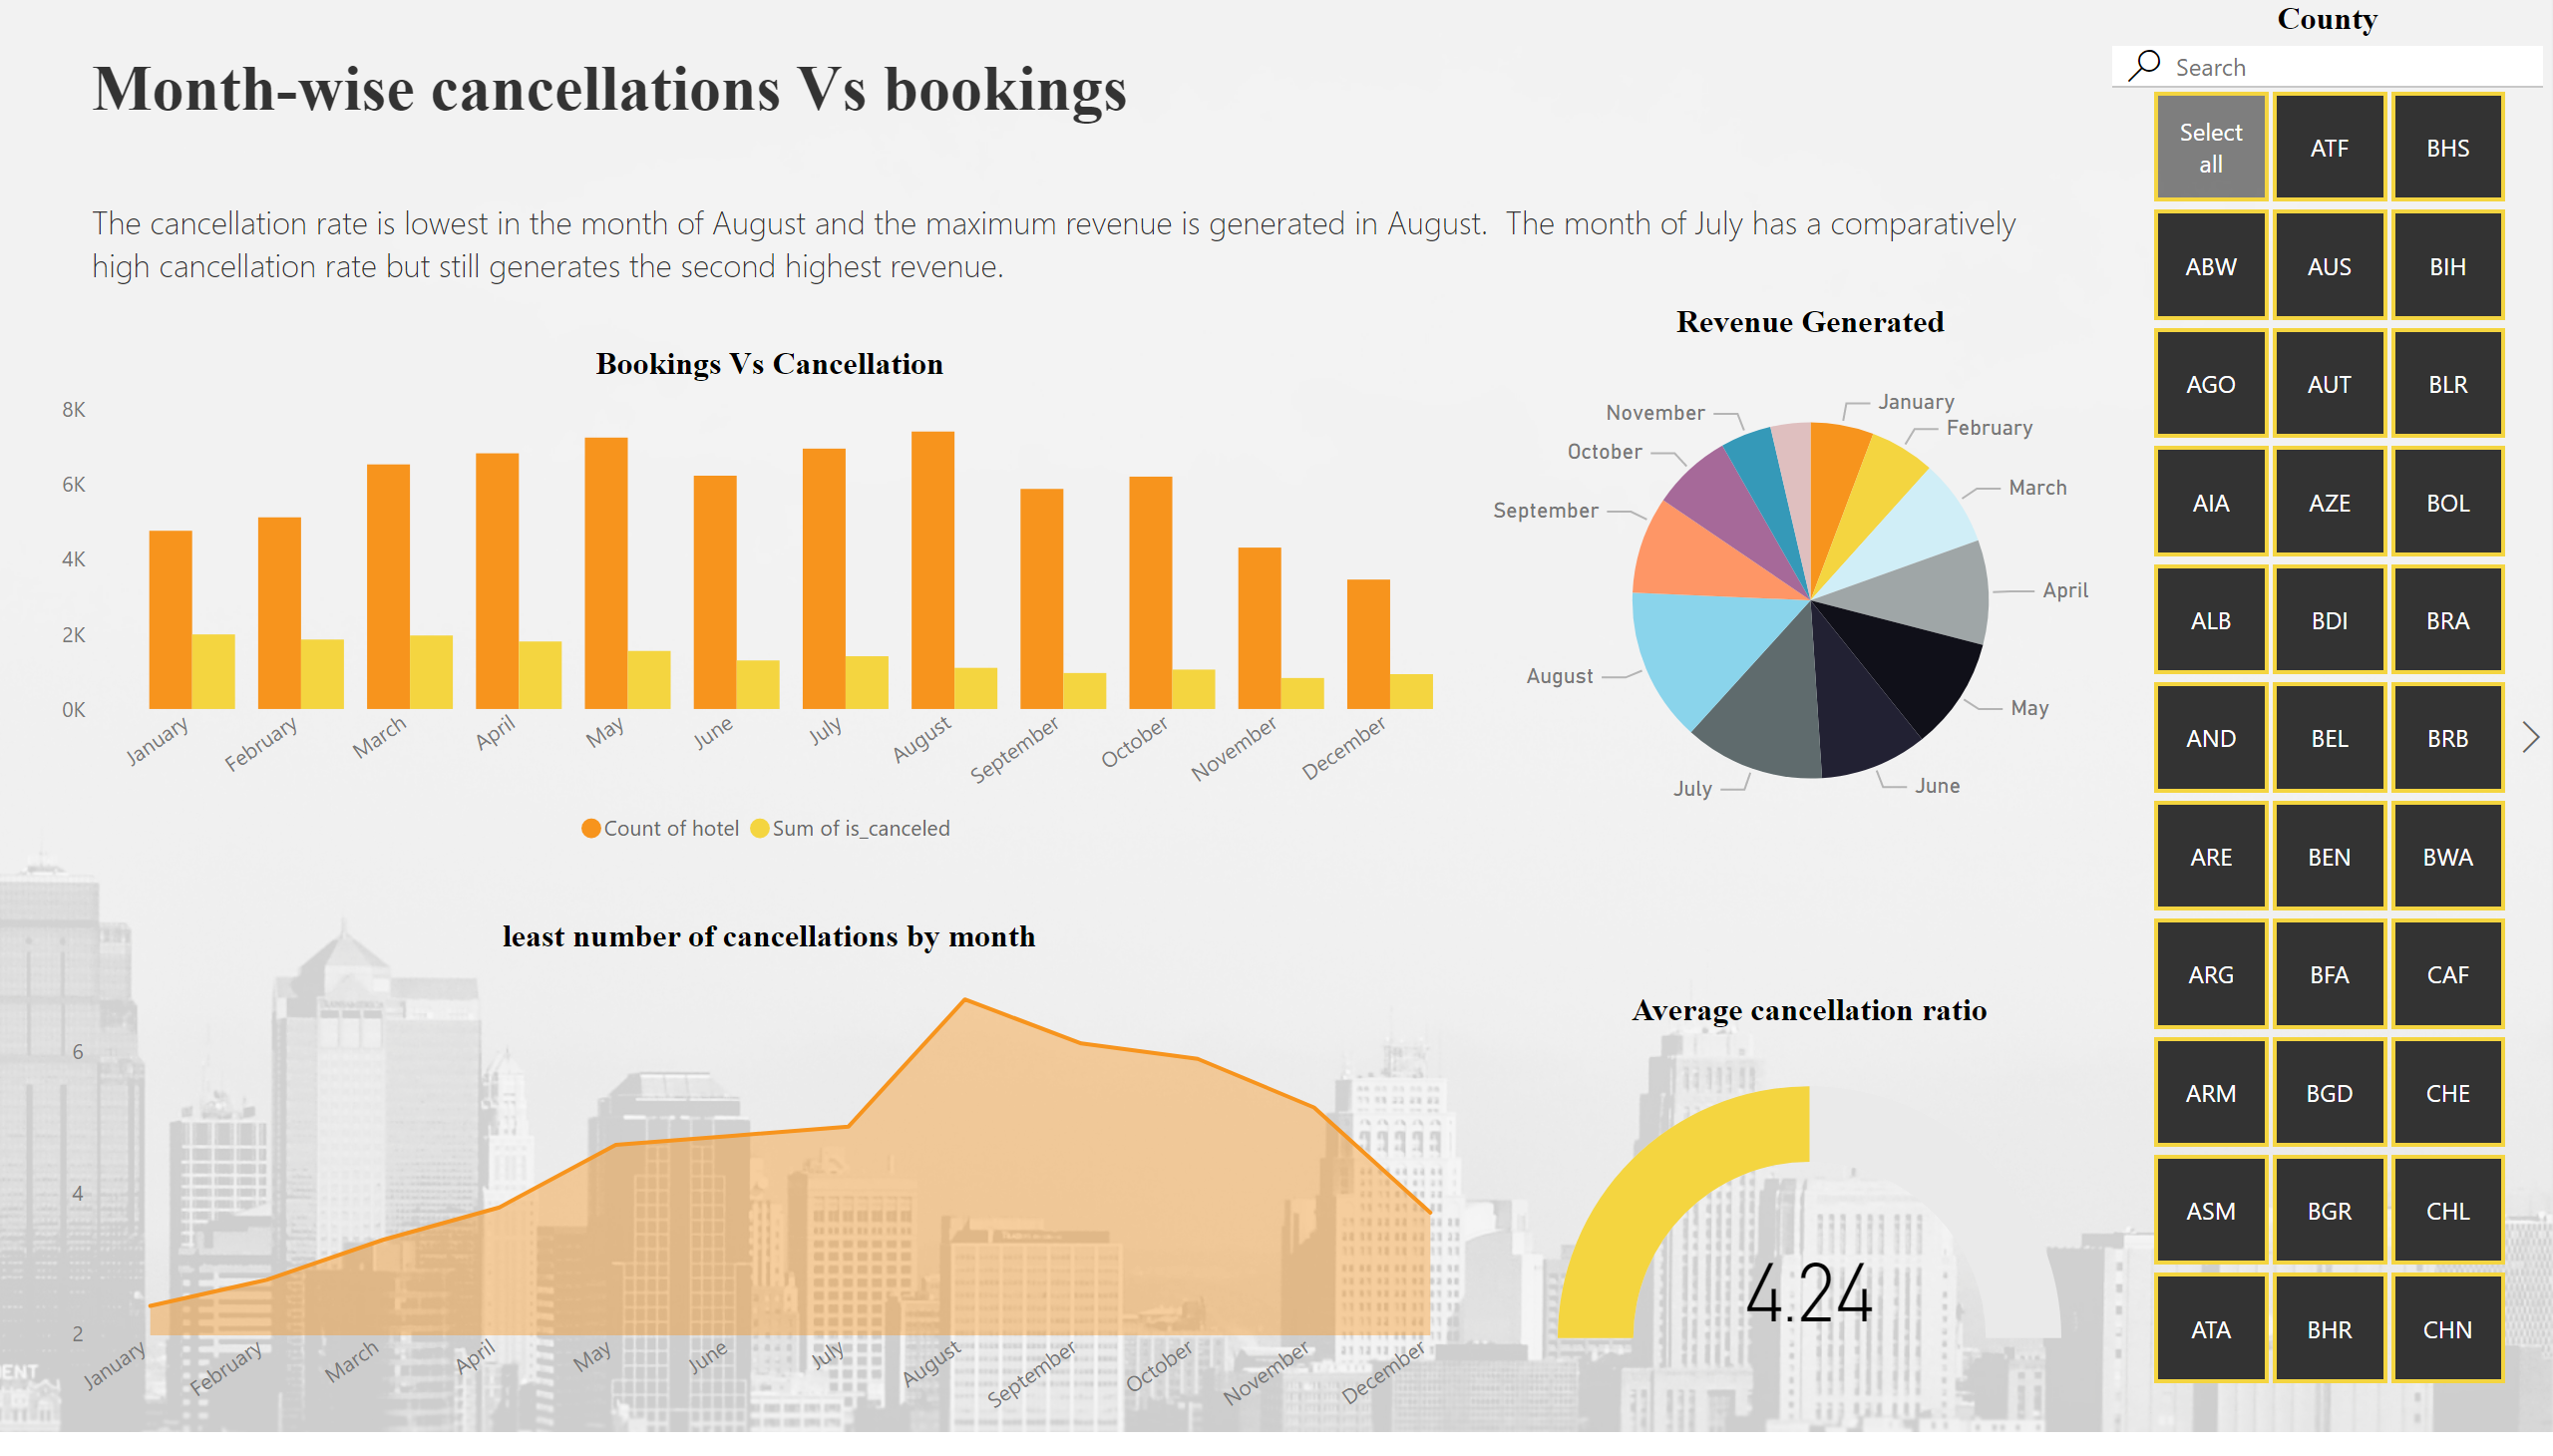 Month-wise cancellations Vs bookings
The cancellation rate is lowest in the month of August and the maximum revenue is generated in August. The month of July has a comparatively
high cancellation rate but still generates the second highest revenue.
Bookings Vs Cancellation
8K
6K
4K
2K
0K
January
February
March
April
May
June
July
August
September
October
November
December
Count of hotel
Sum of is_canceled
Revenue Generated
January
February
March
April
May
June
July
August
September
October
November
least number of cancellations by month
6
4
2
January
February
March
April
May
June
July
August
September
October
November
December
Average cancellation ratio
4.24
County
Search
Select
all
ATF
BHS
ABW
AUS
BIH
AGO
AUT
BLR
AIA
AZE
BOL
ALB
BDI
BRA
AND
BEL
BRB
ARE
BEN
BWA
ARG
BFA
CAF
ARM
BGD
CHE
ASM
BGR
CHL
ATA
BHR
CHN
ENT